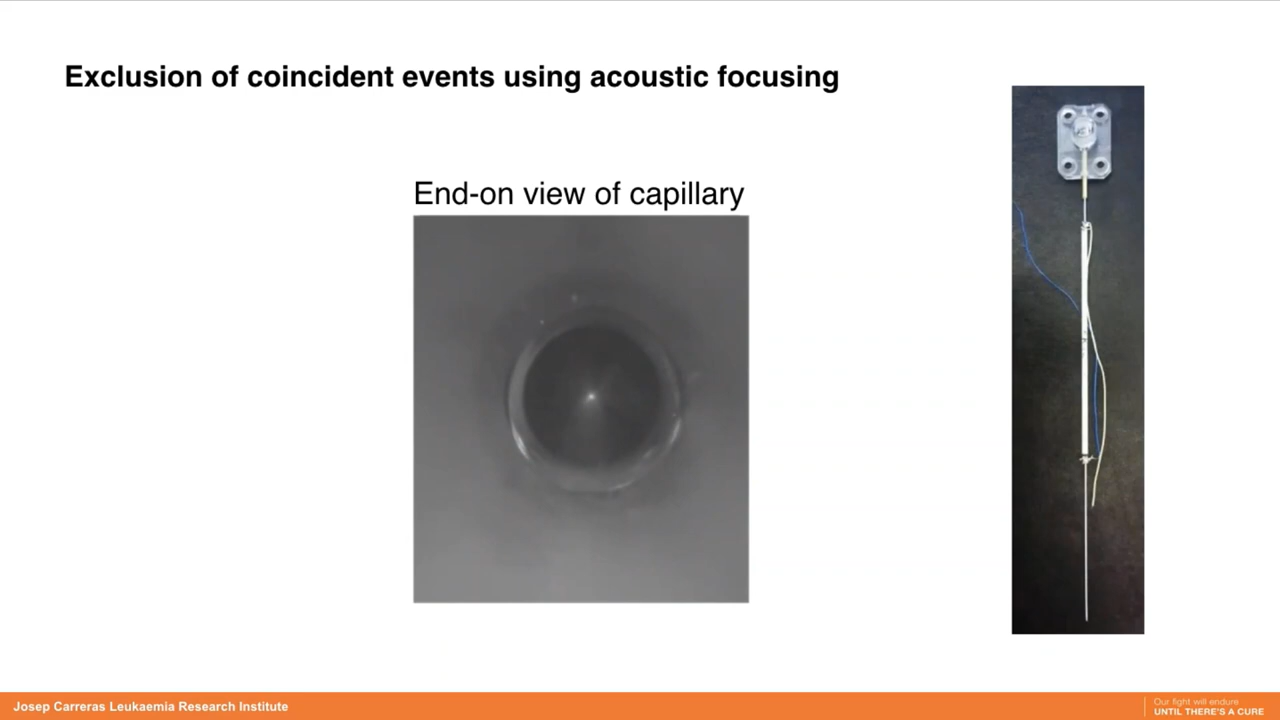 Exclusion of coincident events using acoustic focusing
End-on view of capillary
Josep Carreras Leukaemia Research Institute
Our fight will endure
UNTIL THERE'S A CURE